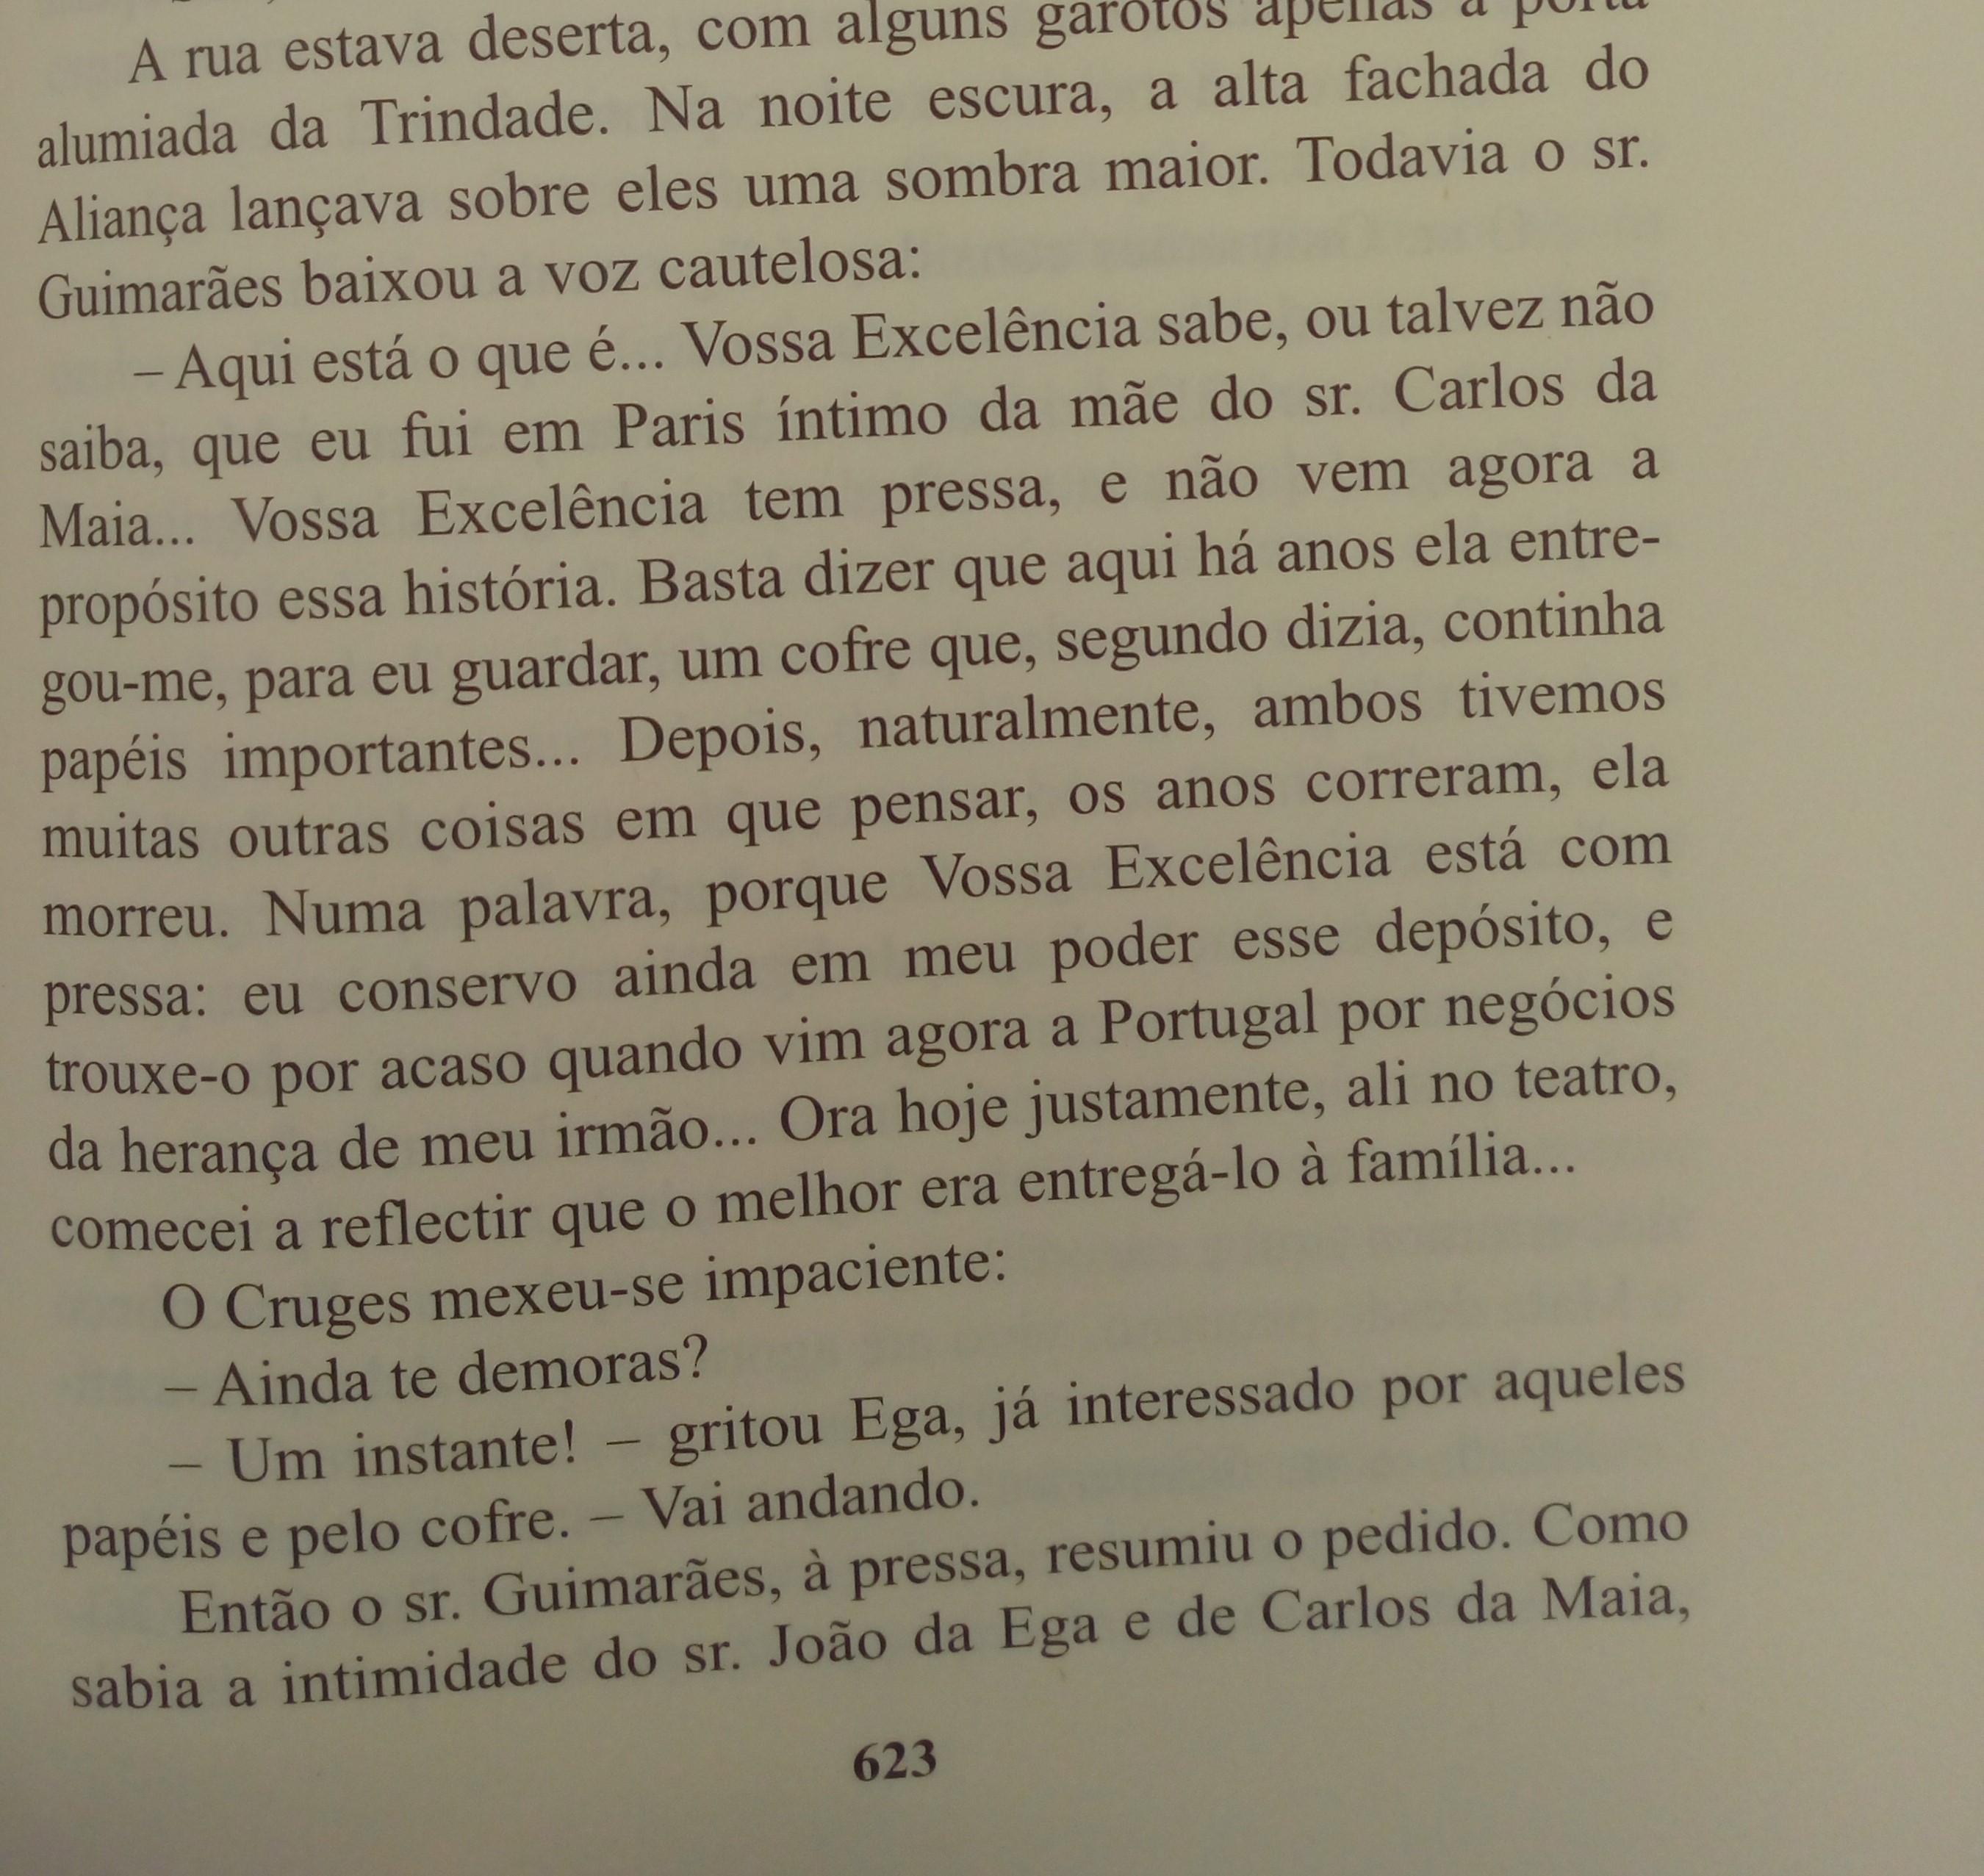 A rua estava deserta, com alguns garotos apenas à porta
alumiada da Trindade. Na noite escura, a alta fachada do
Aliança lançava sobre eles uma sombra maior. Todavia o sr.
Guimarães baixou a voz cautelosa:
– Aqui está o que é... Vossa Excelência sabe, ou talvez não
saiba, que eu fui em Paris íntimo da mãe do sr. Carlos da
Maia... Vossa Excelência tem pressa, e não vem agora a
propósito essa história. Basta dizer que aqui há anos ela entre-
gou-me, para eu guardar, um cofre que, segundo dizia, continha
papéis importantes... Depois, naturalmente, ambos tivemos
muitas outras coisas em que pensar, os anos correram, ela
morreu. Numa palavra, porque Vossa Excelência está com
pressa: eu conservo ainda em meu poder esse depósito, e
trouxe-o por acaso quando vim agora a Portugal por negócios
da herança de meu irmão... Ora hoje justamente, ali no teatro,
comecei a reflectir que o melhor era entregá-lo à família...
O Cruges mexeu-se impaciente:
– Ainda te demoras?
– Um instante! – gritou Ega, já interessado por aqueles
papéis e pelo cofre. – Vai andando.
Então o sr. Guimarães, à pressa, resumiu o pedido. Como
sabia a intimidade do sr. João da Ega e de Carlos da Maia,
623